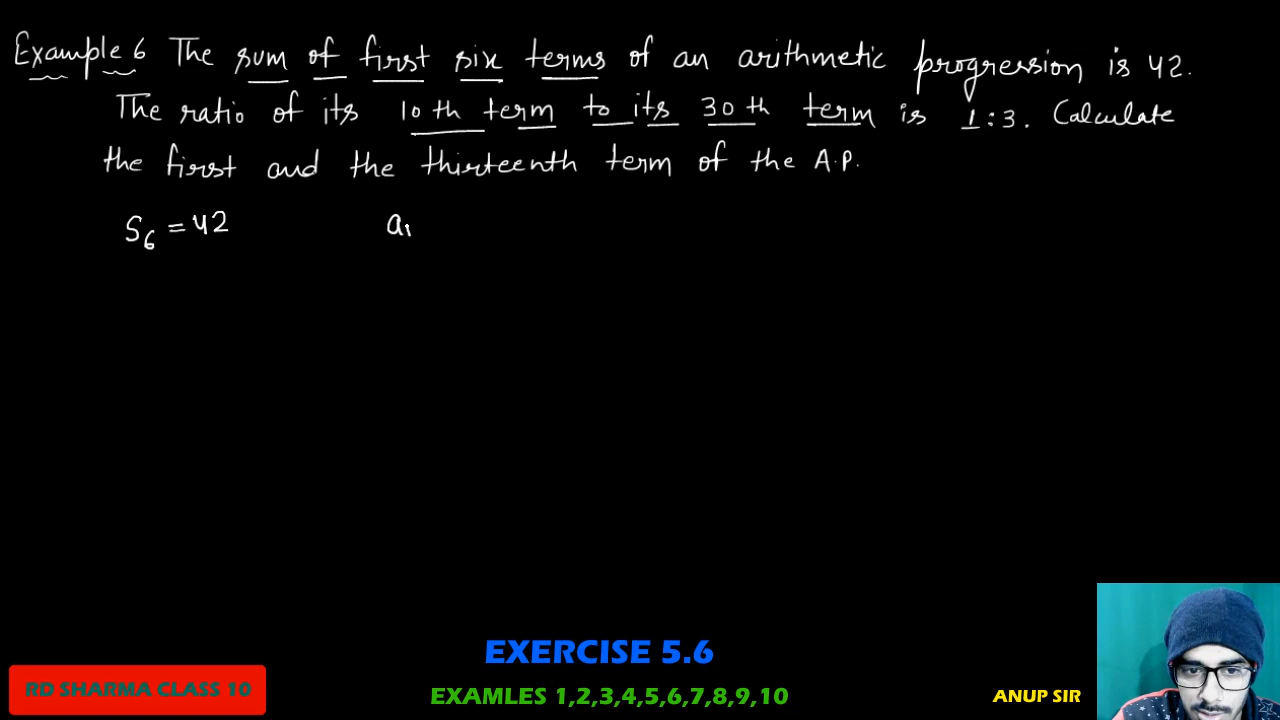 Example 6 The sum of first six terms of an arithmetic progression is 42.
The ratio of its 10th term to its 30th term is 1:3. Calculate
the first and the thirteenth term of the A.P.
S₆ = 42 a₁
EXERCISE 5.6
RD SHARMA CLASS 10
EXAMLES 1,2,3,4,5,6,7,8,9,10
ANUP SIR